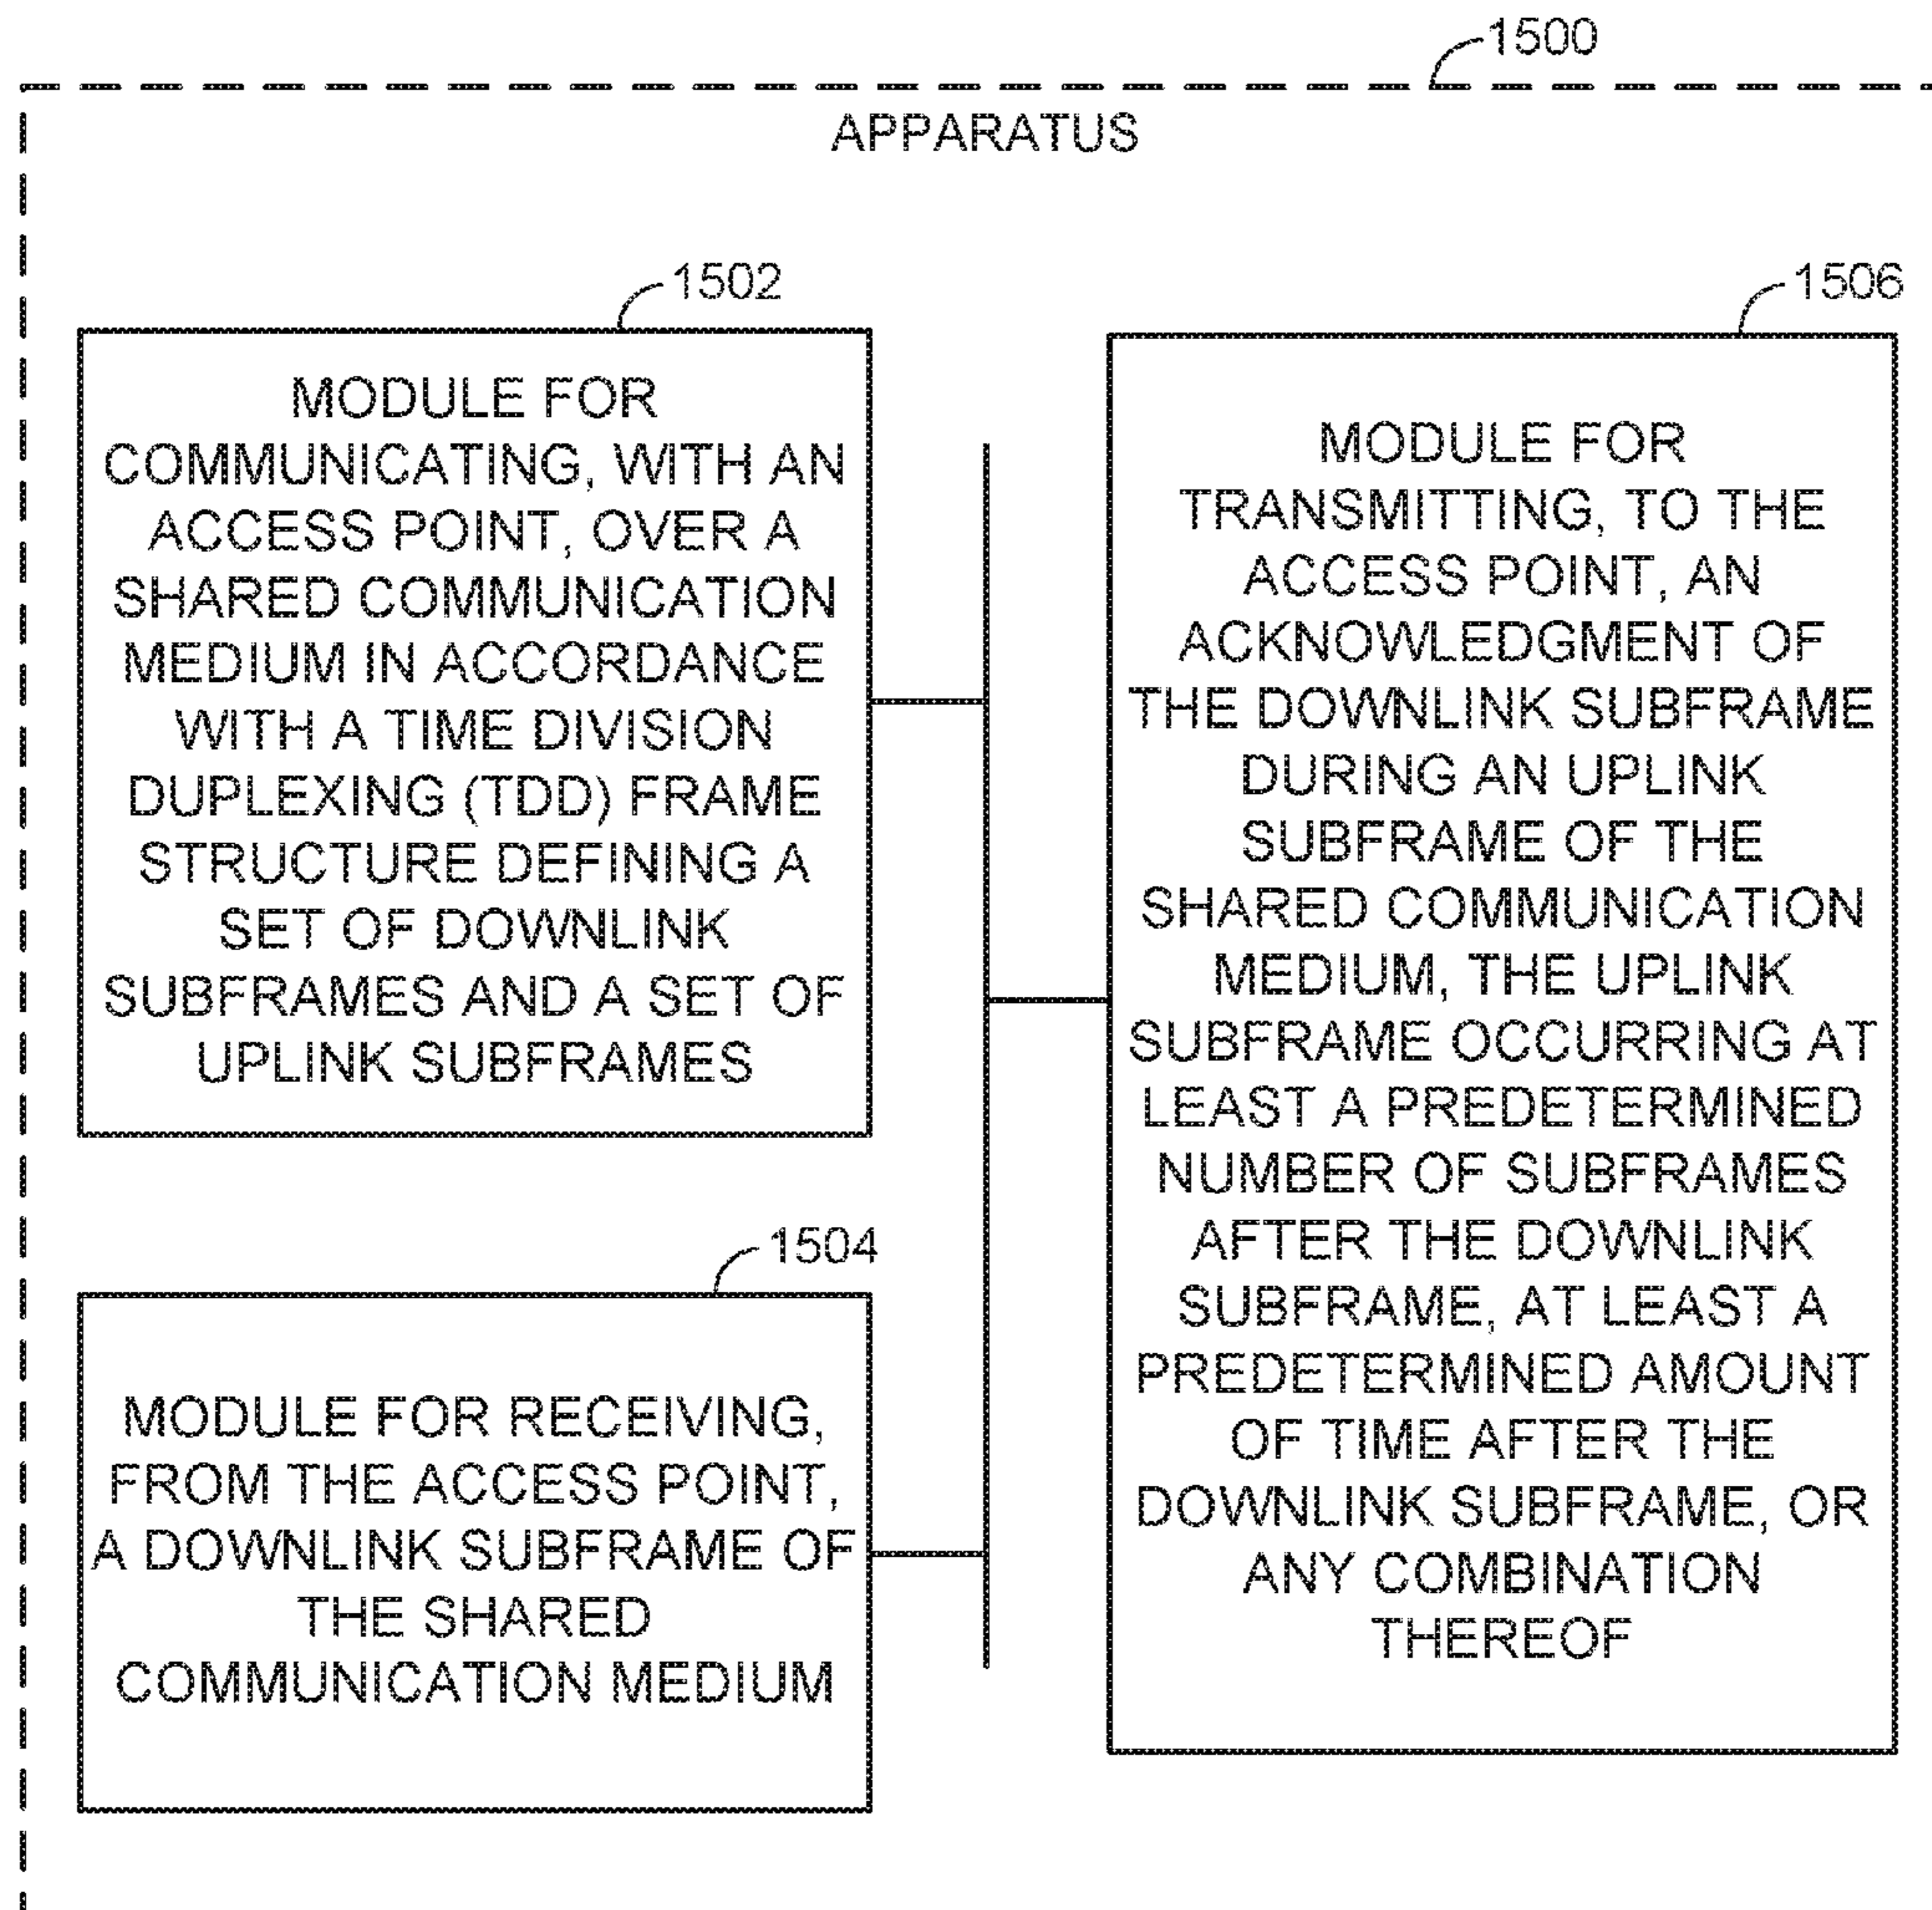 1500
APPARATUS
1502
MODULE FOR
COMMUNICATING, WITH AN
ACCESS POINT, OVER A
SHARED COMMUNICATION
MEDIUM IN ACCORDANCE
WITH A TIME DIVISION
DUPLEXING (TDD) FRAME
STRUCTURE DEFINING A
SET OF DOWNLINK
SUBFRAMES AND A SET OF
UPLINK SUBFRAMES
1504
MODULE FOR RECEIVING,
FROM THE ACCESS POINT,
A DOWNLINK SUBFRAME OF
THE SHARED
COMMUNICATION MEDIUM
1506
MODULE FOR
TRANSMITTING, TO THE
ACCESS POINT, AN
ACKNOWLEDGMENT OF
THE DOWNLINK SUBFRAME
DURING AN UPLINK
SUBFRAME OF THE
SHARED COMMUNICATION
MEDIUM, THE UPLINK
SUBFRAME OCCURRING AT
LEAST A PREDETERMINED
NUMBER OF SUBFRAMES
AFTER THE DOWNLINK
SUBFRAME, AT LEAST A
PREDETERMINED AMOUNT
OF TIME AFTER THE
DOWNLINK SUBFRAME, OR
ANY COMBINATION
THEREOF